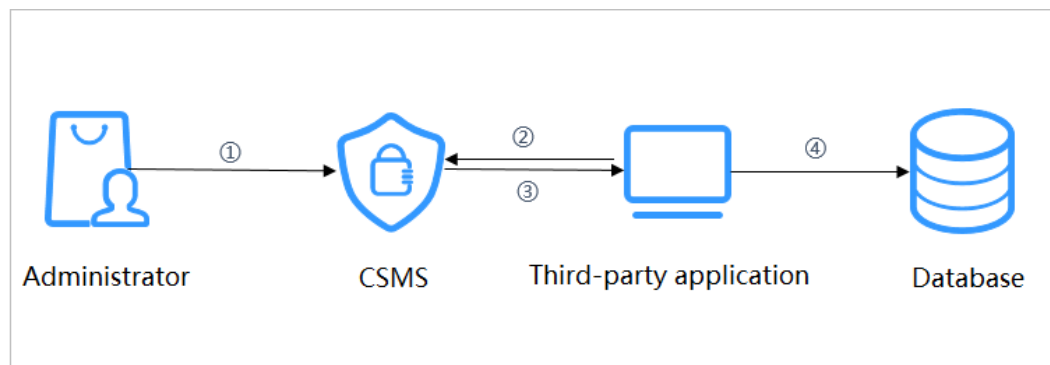 ① ② ③ ④
Administrator CSMS Third-party application Database